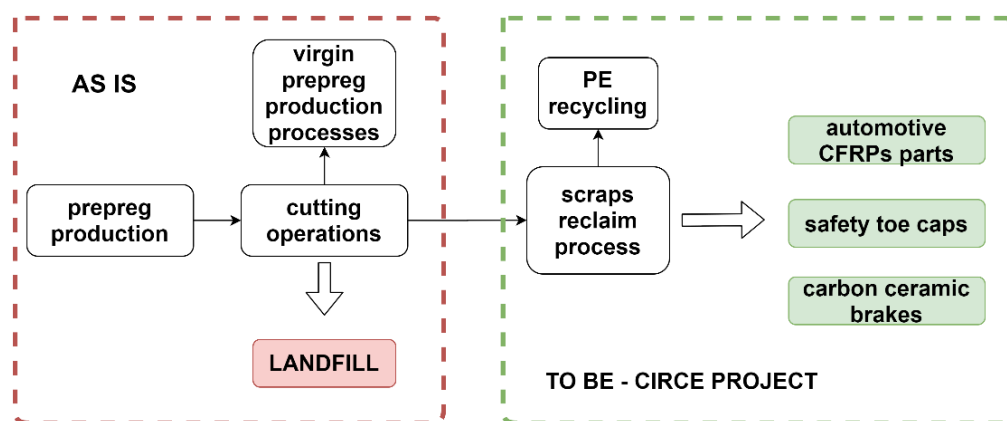 AS IS
virgin
prepreg
production
processes
prepreg
production
cutting
operations
LANDFILL
PE
recycling
scraps
reclaim
process
automotive
CFRPs parts
safety toe caps
carbon ceramic
brakes
TO BE - CIRCE PROJECT